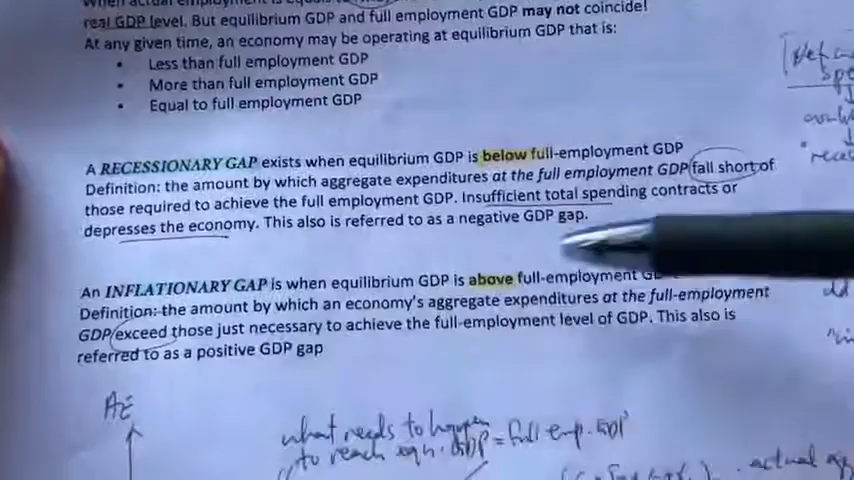 real GDP level. But equilibrium GDP and full employment GDP may not coincide!
At any given time, an economy may be operating at equilibrium GDP that is:
• Less than full employment GDP
• More than full employment GDP
• Equal to full employment GDP
A RECESSIONARY GAP exists when equilibrium GDP is below full-employment GDP
Definition: the amount by which aggregate expenditures at the full employment GDP fall short of
those required to achieve the full employment GDP. Insufficient total spending contracts or
depresses the economy. This also is referred to as a negative GDP gap.
An INFLATIONARY GAP is when equilibrium GDP is above full-employment
Definition: the amount by which an economy's aggregate expenditures at the full-employment
GDP exceed those just necessary to achieve the full-employment level of GDP. This also is
referred to as a positive GDP gap
AE
what needs to happen
to reach eqn. GDP = full emp. GDP
actual